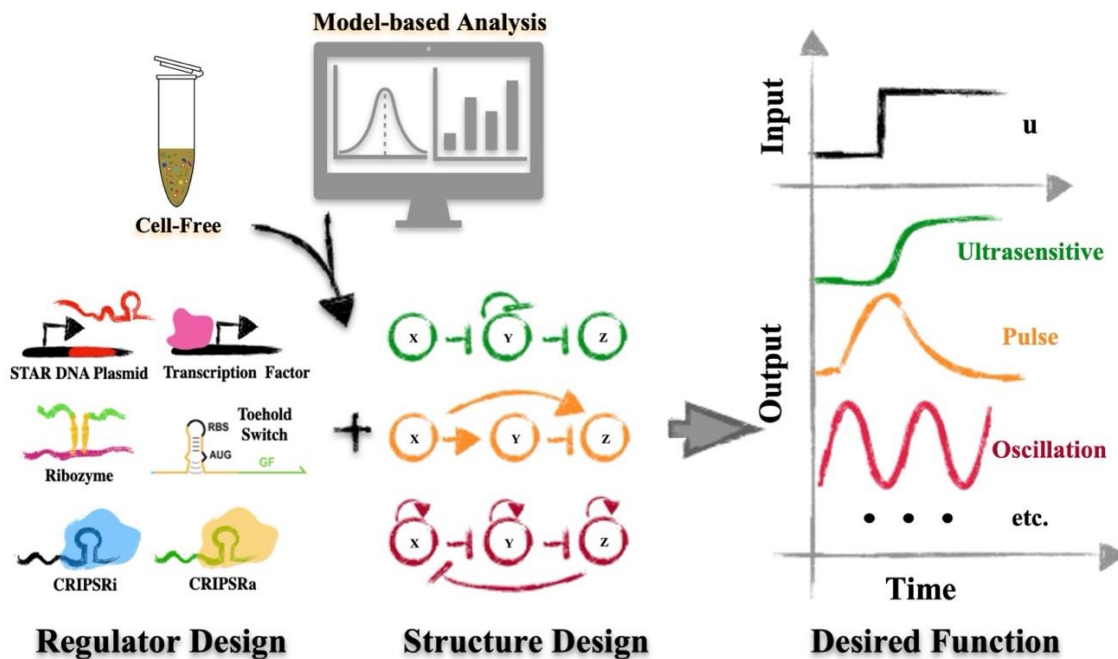 Model-based Analysis
Cell-Free
STAR DNA Plasmid
Transcription Factor
Ribozyme
RBS
AUG
Toehold
Switch
GF
CRIPSRi
CRIPSRa
Regulator Design
+
X
Y
Z
X
Y
Z
X
Y
Z
Structure Design
Input
u
Output
Ultrasensitive
Pulse
Oscillation
• • •
etc.
Time
Desired Function